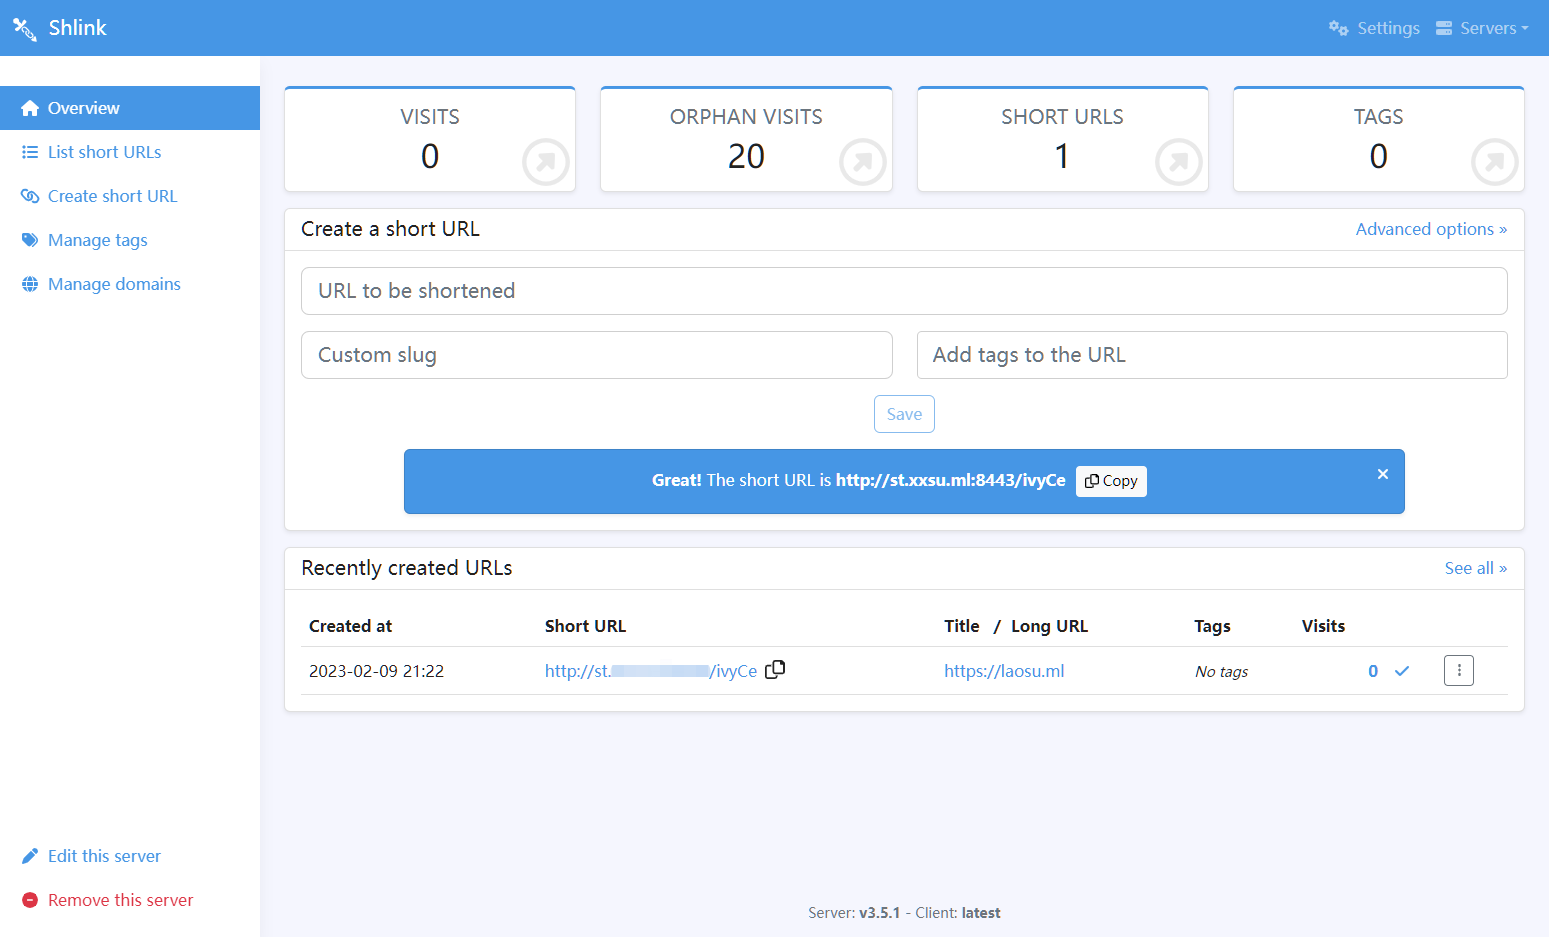 Shlink
Settings
Servers
Overview
List short URLs
Create short URL
Manage tags
Manage domains
Edit this server
Remove this server
VISITS
0
ORPHAN VISITS
20
SHORT URLS
1
TAGS
0
Create a short URL
Advanced options »
URL to be shortened
Custom slug
Add tags to the URL
Save
Great! The short URL is http://st.xxsu.ml:8443/ivyCe
Copy
×
Recently created URLs
See all »
Created at Short URL Title / Long URL Tags Visits
2023-02-09 21:22 http://st. /ivyCe https://laosu.ml No tags 0
Server: v3.5.1 - Client: latest